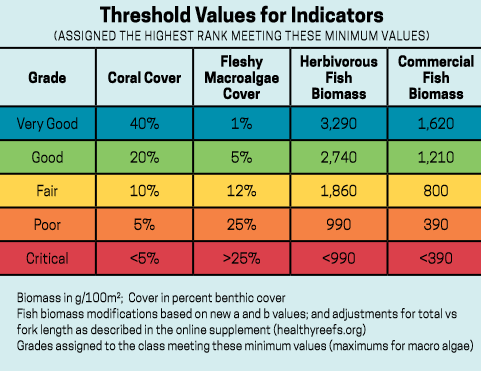 Threshold Values for Indicators
(ASSIGNED THE HIGHEST RANK MEETING THESE MINIMUM VALUES)
Grade Coral Cover Fleshy Macroalgae Cover Herbivorous Fish Biomass Commercial Fish Biomass
Very Good 40% 1% 3,290 1,620
Good 20% 5% 2,740 1,210
Fair 10% 12% 1,860 800
Poor 5% 25% 990 390
Critical <5% >25% <990 <390
Biomass in g/100m²; Cover in percent benthic cover
Fish biomass modifications based on new a and b values; and adjustments for total vs
fork length as described in the online supplement (healthyreefs.org)
Grades assigned to the class meeting these minimum values (maximums for macro algae)